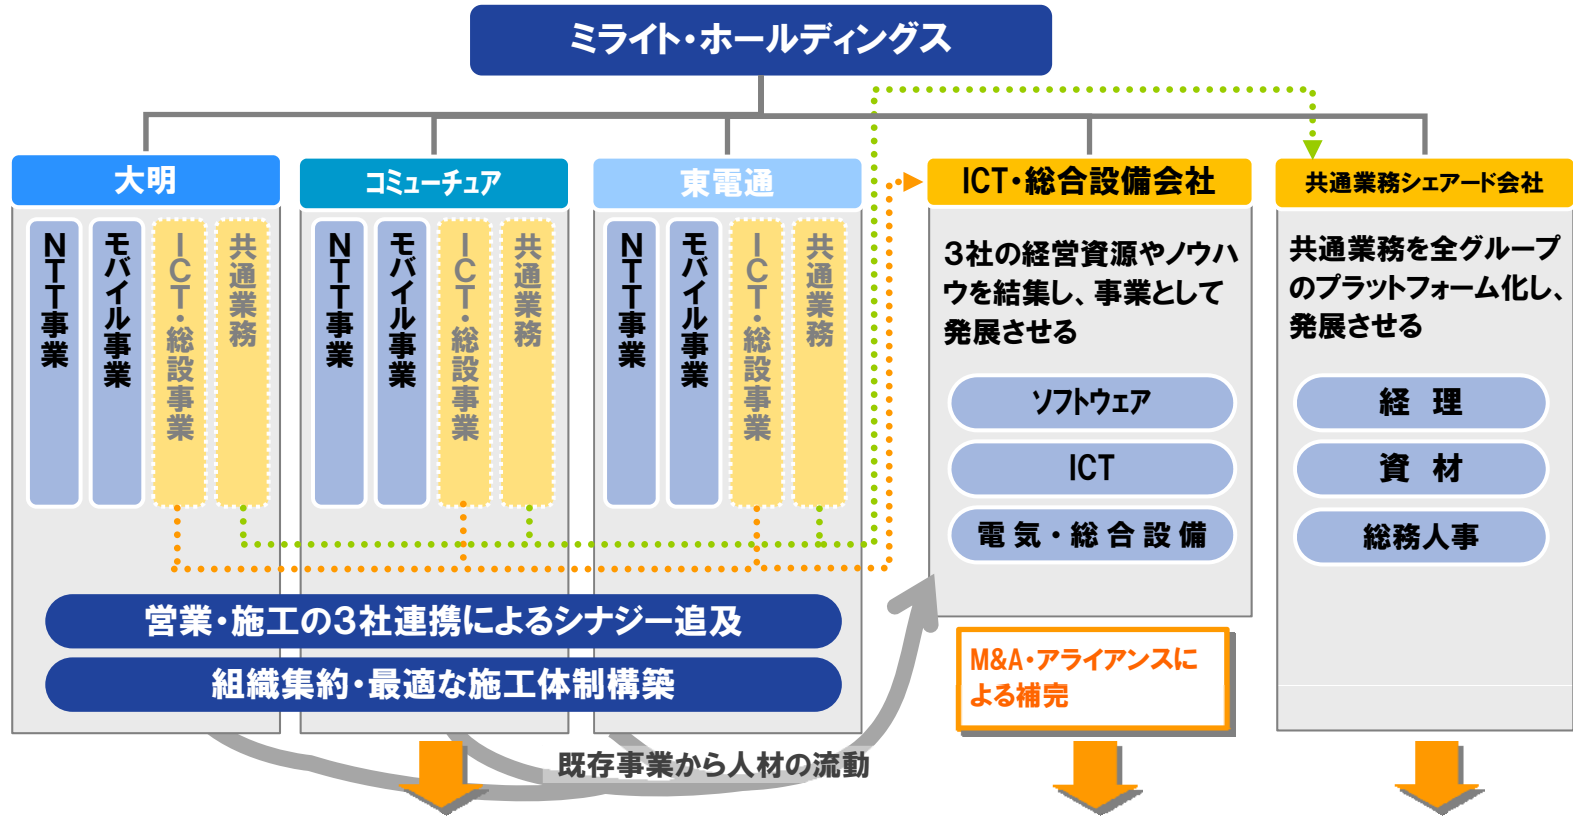 ミライト・ホールディングス
大明
NTT事業
モバイル事業
ICT・総設事業
共通業務
コミューチュア
NTT事業
モバイル事業
ICT・総設事業
共通業務
東電通
NTT事業
モバイル事業
ICT・総設事業
共通業務
営業・施工の3社連携によるシナジー追及
組織集約・最適な施工体制構築
既存事業から人材の流動
ICT・総合設備会社
3社の経営資源やノウハ
ウを結集し、事業として
発展させる
ソフトウェア
ICT
電気・総合設備
M&A・アライアンスに
よる補完
共通業務シェアード会社
共通業務を全グループ
のプラットフォーム化し、
発展させる
経 理
資 材
総務人事